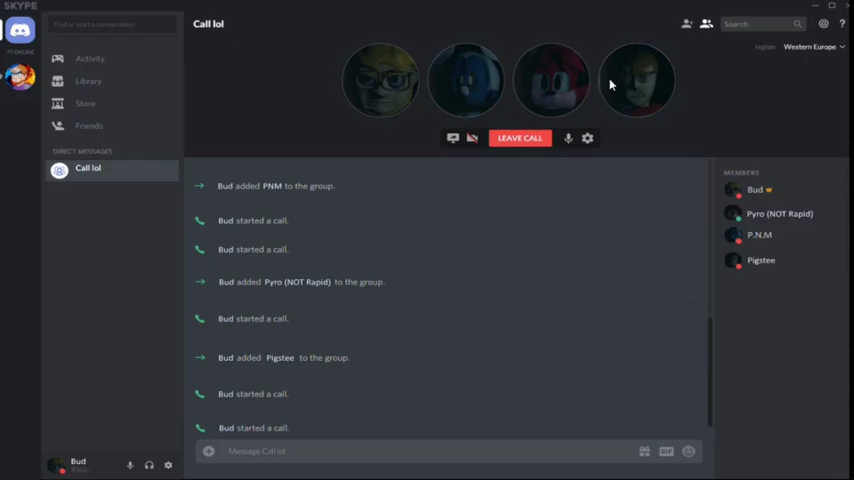 SKYPE
Find or start a conversation
77 ONLINE
Activity
Library
Store
Friends
DIRECT MESSAGES
Call lol
Bud
Call lol
Search
region Western Europe
LEAVE CALL
Bud added PNM to the group.
Bud started a call.
Bud started a call.
Bud added Pyro (NOT Rapid) to the group.
Bud started a call.
Bud added Pigstee to the group.
Bud started a call.
Bud started a call.
Message Call lol
GIF
MEMBERS
Bud
Pyro (NOT Rapid)
P.N.M
Pigstee